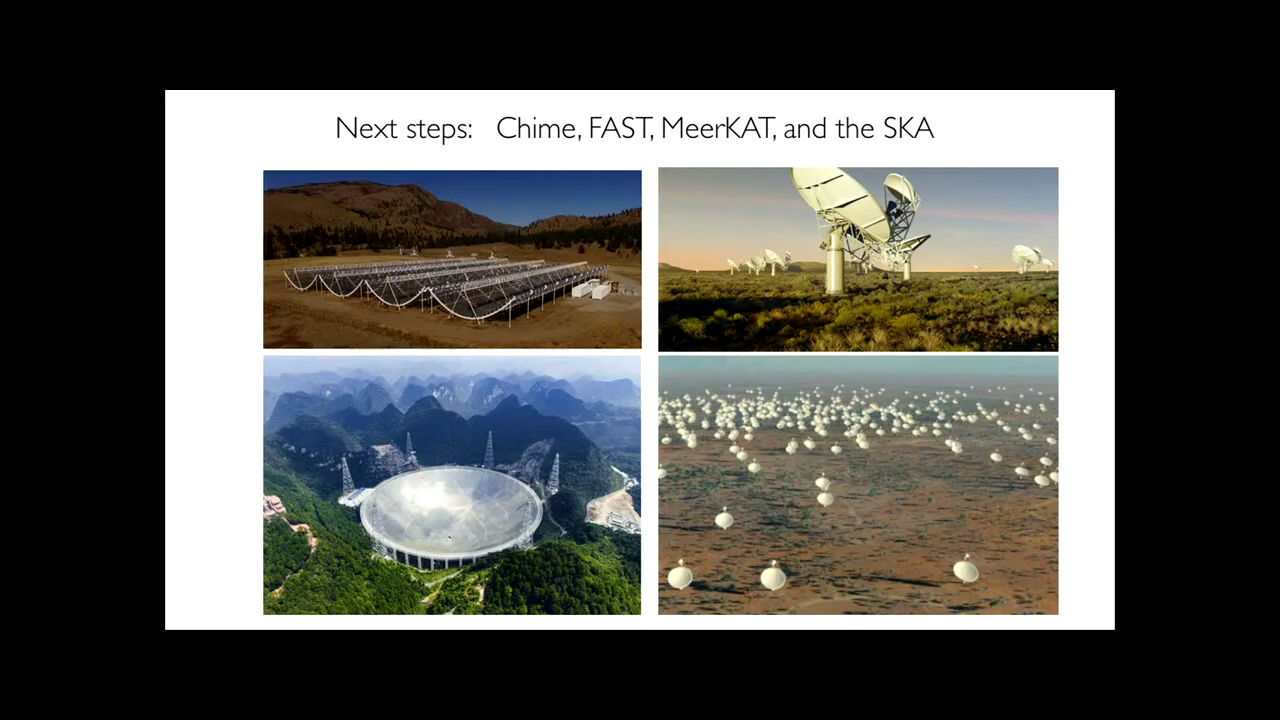 Next steps: Chime, FAST, MeerKAT, and the SKA